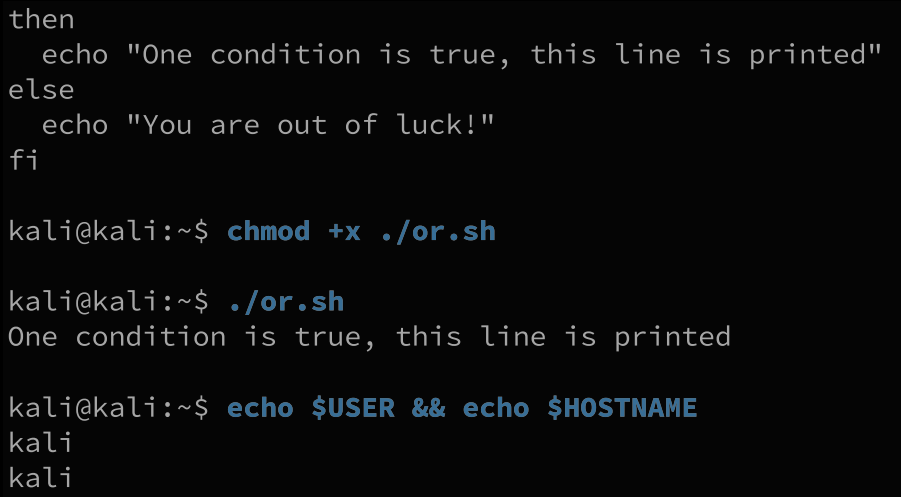 then
  echo "One condition is true, this line is printed"
else
  echo "You are out of luck!"
fi
kali@kali:~$ chmod +x ./or.sh
kali@kali:~$ ./or.sh
One condition is true, this line is printed
kali@kali:~$ echo $USER && echo $HOSTNAME
kali
kali